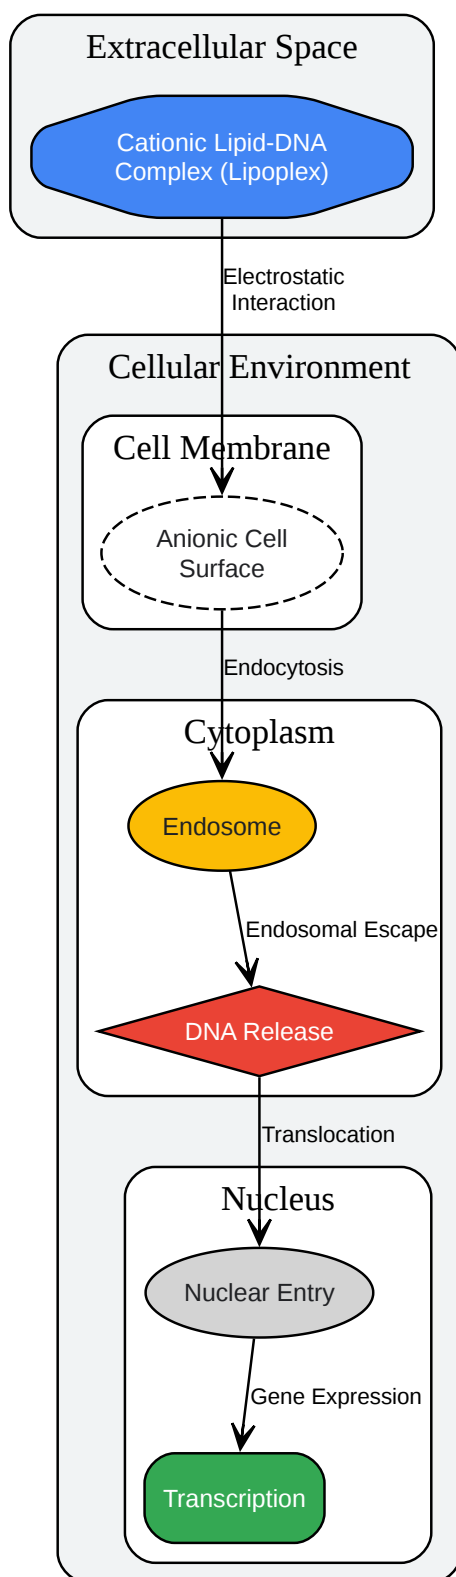 Extracellular Space
Cationic Lipid-DNA
Complex (Lipoplex)
Electrostatic
Interaction
Cellular Environment
Cell Membrane
Anionic Cell
Surface
Endocytosis
Cytoplasm
Endosome
Endosomal Escape
DNA Release
Translocation
Nucleus
Nuclear Entry
Gene Expression
Transcription